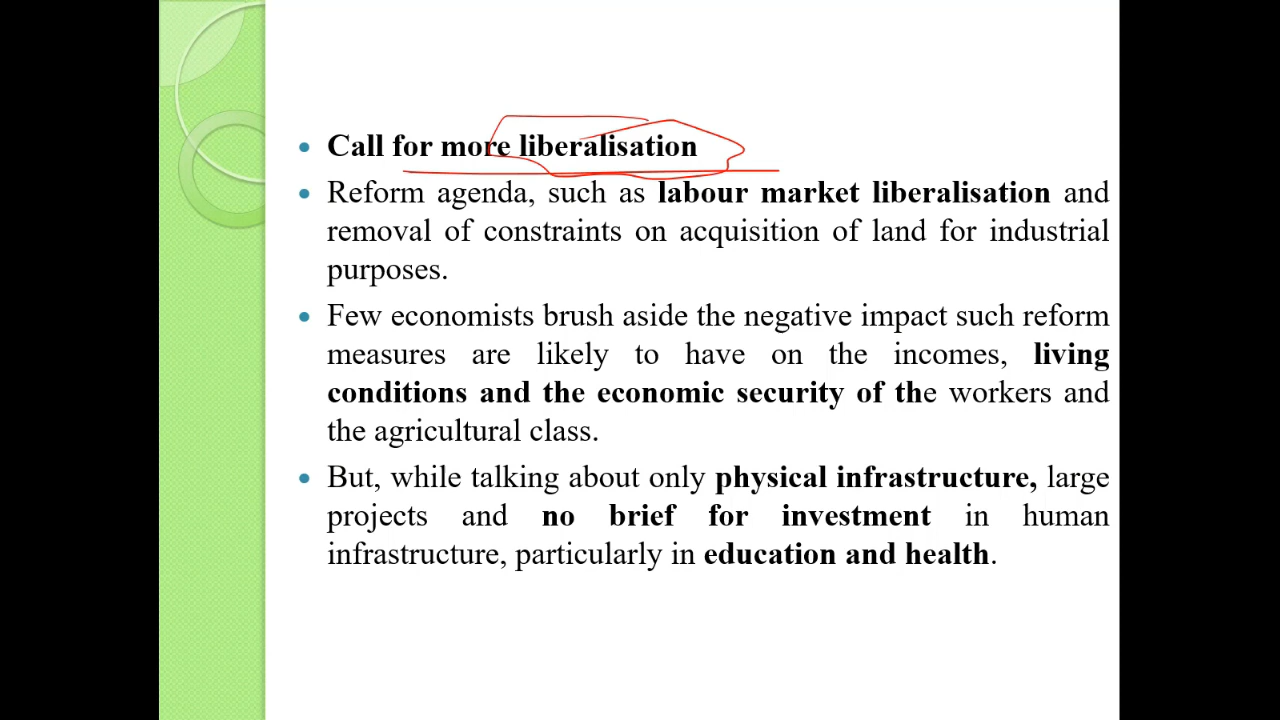 Call for more liberalisation
Reform agenda, such as labour market liberalisation and
removal of constraints on acquisition of land for industrial
purposes.
Few economists brush aside the negative impact such reform
measures are likely to have on the incomes, living
conditions and the economic security of the workers and
the agricultural class.
But, while talking about only physical infrastructure, large
projects and no brief for investment in human
infrastructure, particularly in education and health.